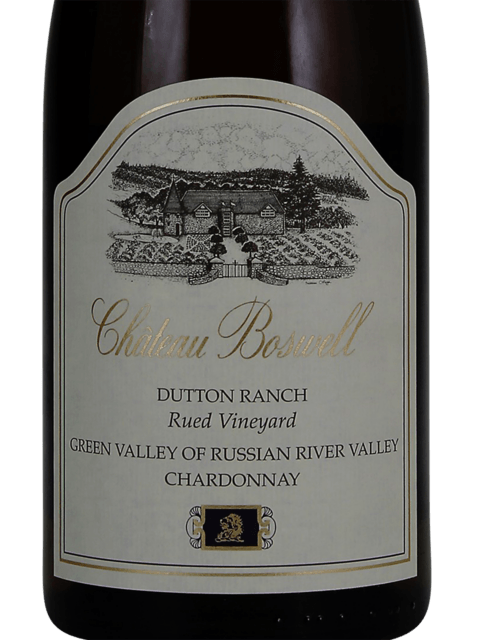 Château Boswell
DUTTON RANCH
Rued Vineyard
GREEN VALLEY OF RUSSIAN RIVER VALLEY
CHARDONNAY